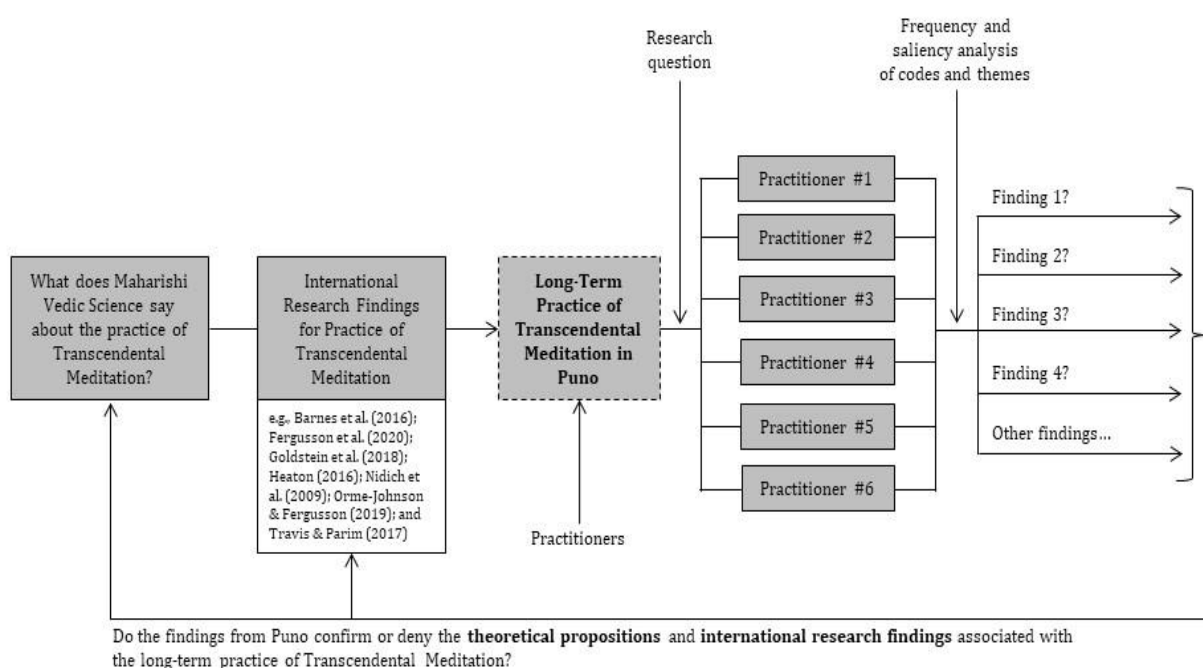 What does Maharishi
Vedic Science say
about the practice of
Transcendental
Meditation?
International
Research Findings
for Practice of
Transcendental
Meditation
e.g., Barnes et al. (2016);
Fergusson et al. (2020);
Goldstein et al. (2018);
Heaton (2016); Nidich et
al. (2009); Orme-Johnson
& Fergusson (2019); and
Travis & Parim (2017)
Long-Term
Practice of
Transcendental
Meditation in
Puno
Practitioners
Research
question
Practitioner #1
Practitioner #2
Practitioner #3
Practitioner #4
Practitioner #5
Practitioner #6
Frequency and
saliency analysis
of codes and themes
Finding 1?
Finding 2?
Finding 3?
Finding 4?
Other findings...
Do the findings from Puno confirm or deny the theoretical propositions and international research findings associated with
the long-term practice of Transcendental Meditation?